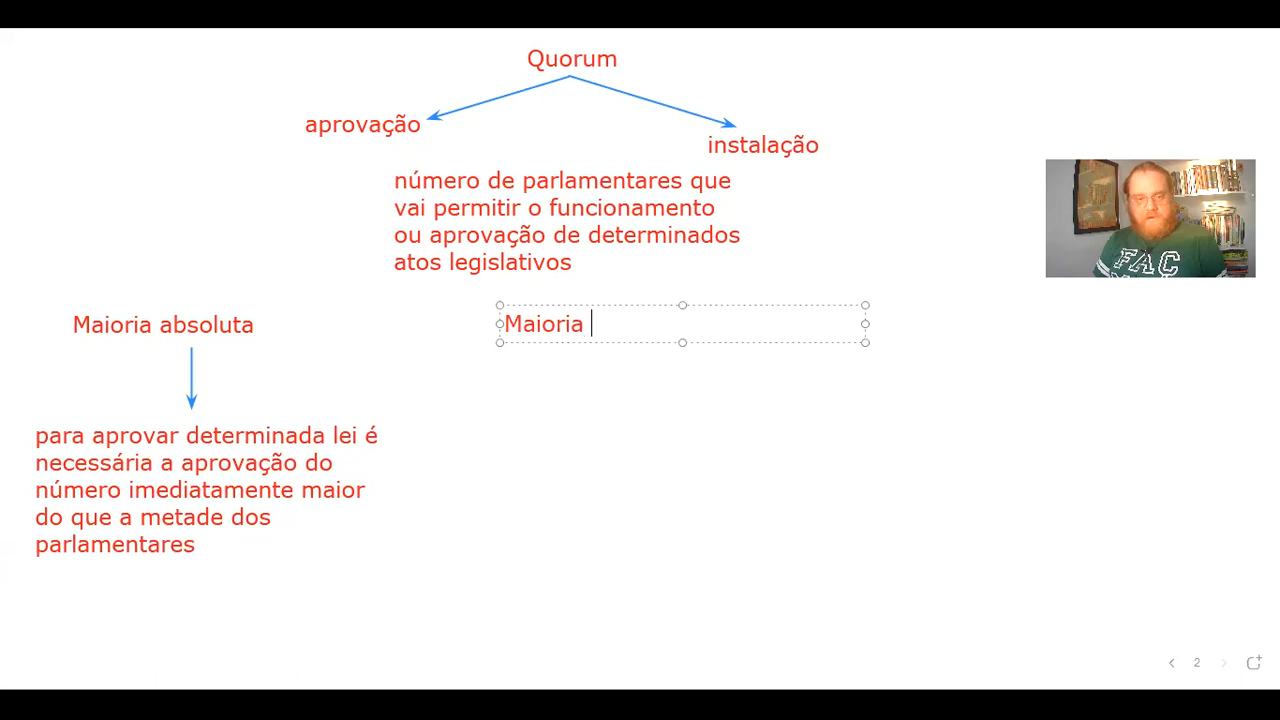 Quorum
aprovação
instalação
número de parlamentares que
vai permitir o funcionamento
ou aprovação de determinados
atos legislativos
Maioria absoluta
Maioria
para aprovar determinada lei é
necessária a aprovação do
número imediatamente maior
do que a metade dos
parlamentares
FAC
2